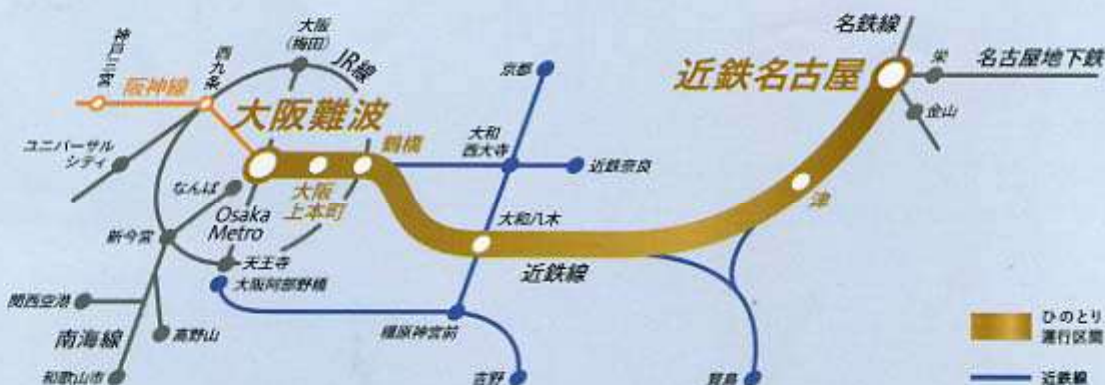 名鉄線
大阪
(梅田)
神戸三宮
西九条
JR線
京都
近鉄名古屋
栄
名古屋地下鉄
阪神線
大阪難波
金山
鶴橋
大和
西大寺
ユニバーサル
シティ
近鉄奈良
なんば
大阪
上本町
津
Osaka
Metro
大和八木
新今宮
天王寺
近鉄線
大阪阿部野橋
関西空港
橿原神宮前
ひのとり
運行区間
南海線
高野山
和歌山市
吉野
賢島
近鉄線